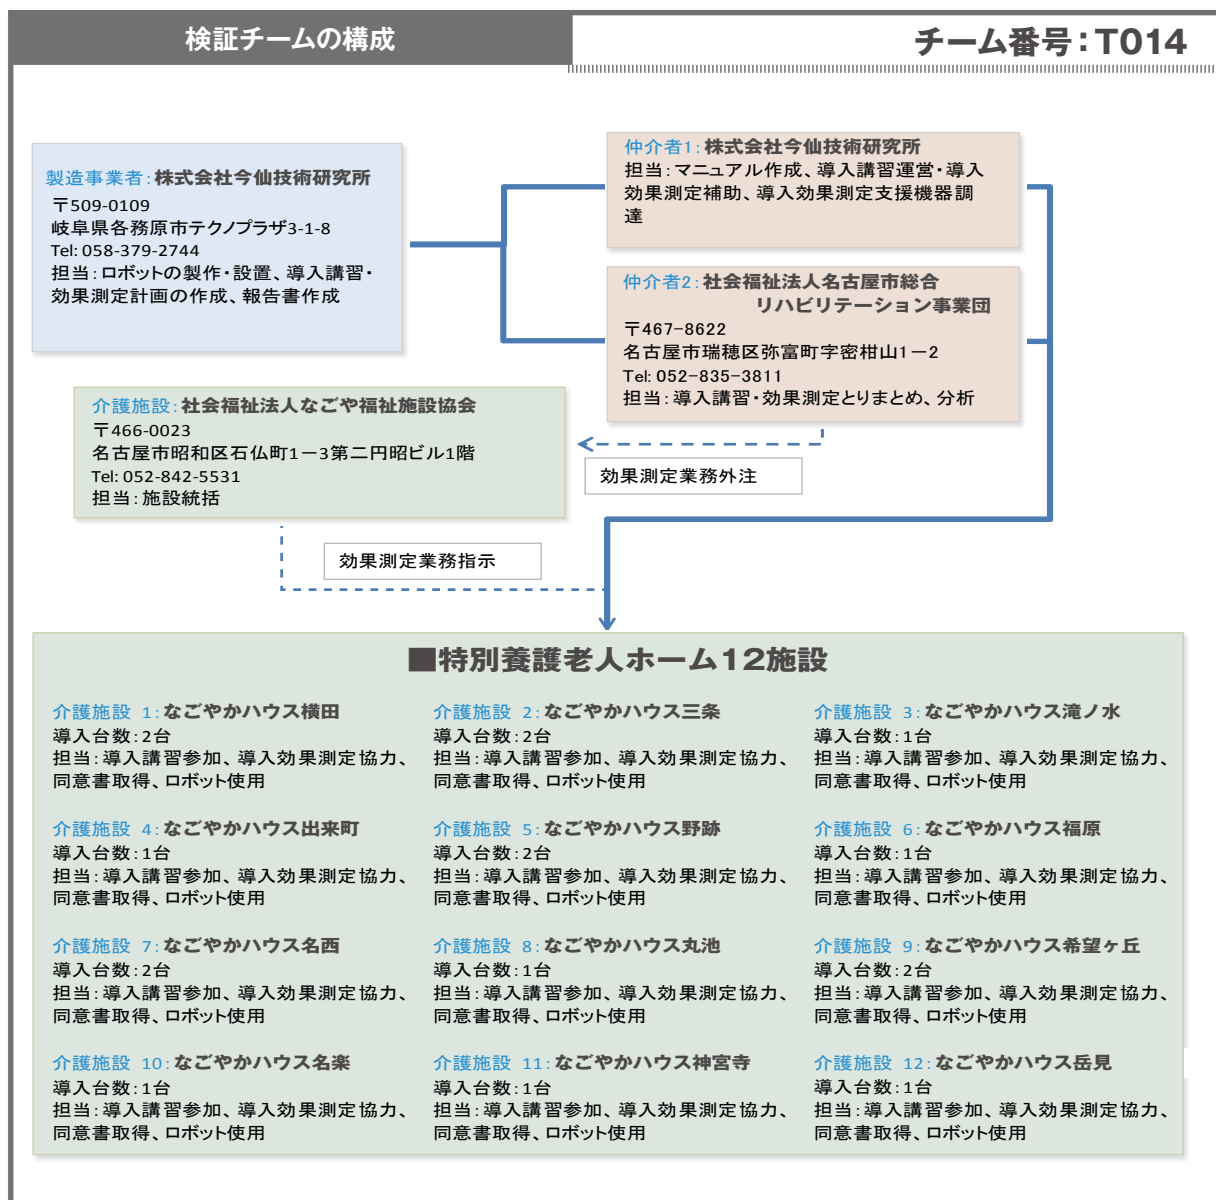 検証チームの構成
チーム番号:T014
製造事業者:株式会社今仙技術研究所
〒509-0109
岐阜県各務原市テクノプラザ3-1-8
Tel: 058-379-2744
担当:ロボットの製作・設置、導入講習・
効果測定計画の作成、報告書作成
仲介者1:株式会社今仙技術研究所
担当:マニュアル作成、導入講習運営・導入
効果測定補助、導入効果測定支援機器調
達
仲介者2:社会福祉法人名古屋市総合
リハビリテーション事業団
〒467-8622
名古屋市瑞穂区弥富町字密柑山1-2
Tel: 052-835-3811
担当:導入講習・効果測定とりまとめ、分析
介護施設:社会福祉法人なごや福祉施設協会
〒466-0023
名古屋市昭和区石仏町1-3第二円昭ビル1階
Tel: 052-842-5531
担当:施設統括
効果測定業務外注
効果測定業務指示
■特別養護老人ホーム12施設
介護施設 1:なごやかハウス横田
導入台数:2台
担当:導入講習参加、導入効果測定協力、
同意書取得、ロボット使用
介護施設 2:なごやかハウス三条
導入台数:2台
担当:導入講習参加、導入効果測定協力、
同意書取得、ロボット使用
介護施設 3:なごやかハウス滝ノ水
導入台数:1台
担当:導入講習参加、導入効果測定協力、
同意書取得、ロボット使用
介護施設 4:なごやかハウス出来町
導入台数:1台
担当:導入講習参加、導入効果測定協力、
同意書取得、ロボット使用
介護施設 5:なごやかハウス野跡
導入台数:2台
担当:導入講習参加、導入効果測定協力、
同意書取得、ロボット使用
介護施設 6:なごやかハウス福原
導入台数:1台
担当:導入講習参加、導入効果測定協力、
同意書取得、ロボット使用
介護施設 7:なごやかハウス名西
導入台数:2台
担当:導入講習参加、導入効果測定協力、
同意書取得、ロボット使用
介護施設 8:なごやかハウス丸池
導入台数:1台
担当:導入講習参加、導入効果測定協力、
同意書取得、ロボット使用
介護施設 9:なごやかハウス希望ヶ丘
導入台数:2台
担当:導入講習参加、導入効果測定協力、
同意書取得、ロボット使用
介護施設 10:なごやかハウス名楽
導入台数:1台
担当:導入講習参加、導入効果測定協力、
同意書取得、ロボット使用
介護施設 11:なごやかハウス神宮寺
導入台数:1台
担当:導入講習参加、導入効果測定協力、
同意書取得、ロボット使用
介護施設 12:なごやかハウス岳見
導入台数:1台
担当:導入講習参加、導入効果測定協力、
同意書取得、ロボット使用